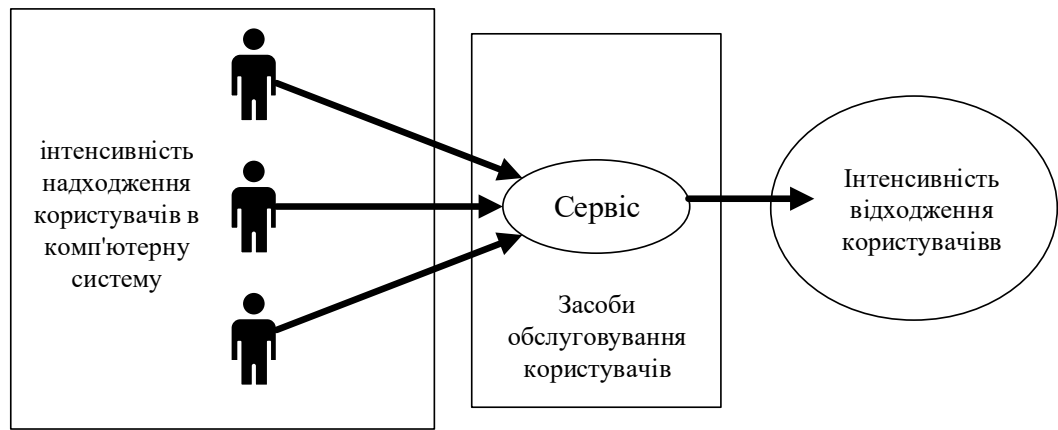 інтенсивність
надходження
користувачів в
комп'ютерну
систему
Сервіс
Засоби
обслуговування
користувачів
Інтенсивність
відходження
користувачівв